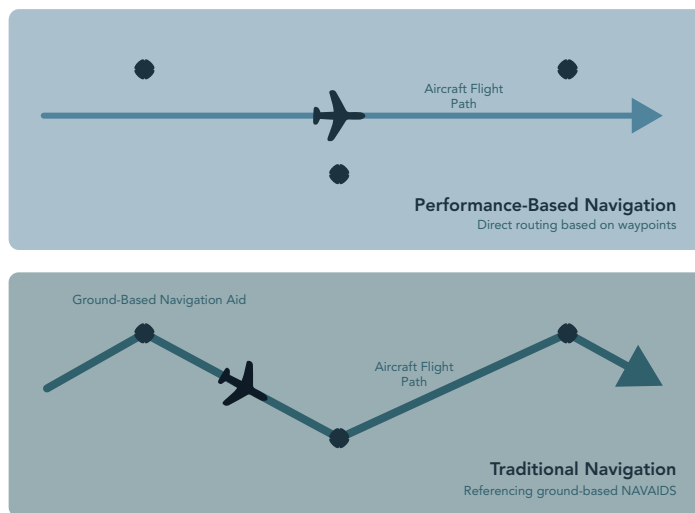 Aircraft Flight
Path
Performance-Based Navigation
Direct routing based on waypoints
Ground-Based Navigation Aid
Aircraft Flight
Path
Traditional Navigation
Referencing ground-based NAVAIDS